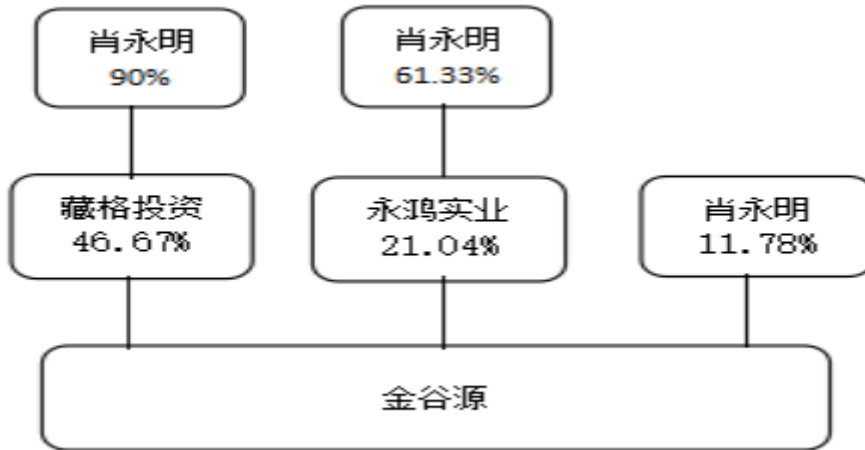 肖永明
90%
肖永明
61.33%
藏格投资
46.67%
永鸿实业
21.04%
肖永明
11.78%
金谷源